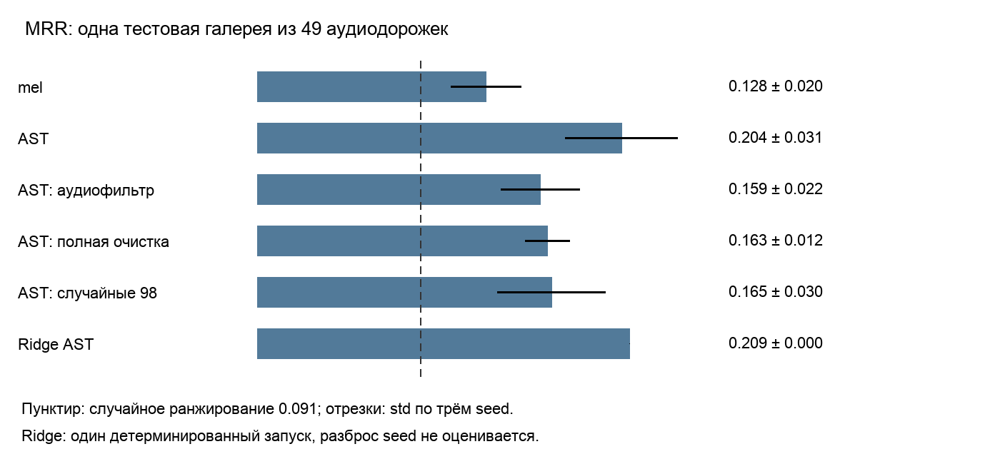 MRR: одна тестовая галерея из 49 аудиодорожек
mel 0.128 ± 0.020
AST 0.204 ± 0.031
AST: аудиофильтр 0.159 ± 0.022
AST: полная очистка 0.163 ± 0.012
AST: случайные 98 0.165 ± 0.030
Ridge AST 0.209 ± 0.000
Пунктир: случайное ранжирование 0.091; отрезки: std по трём seed.
Ridge: один детерминированный запуск, разброс seed не оценивается.